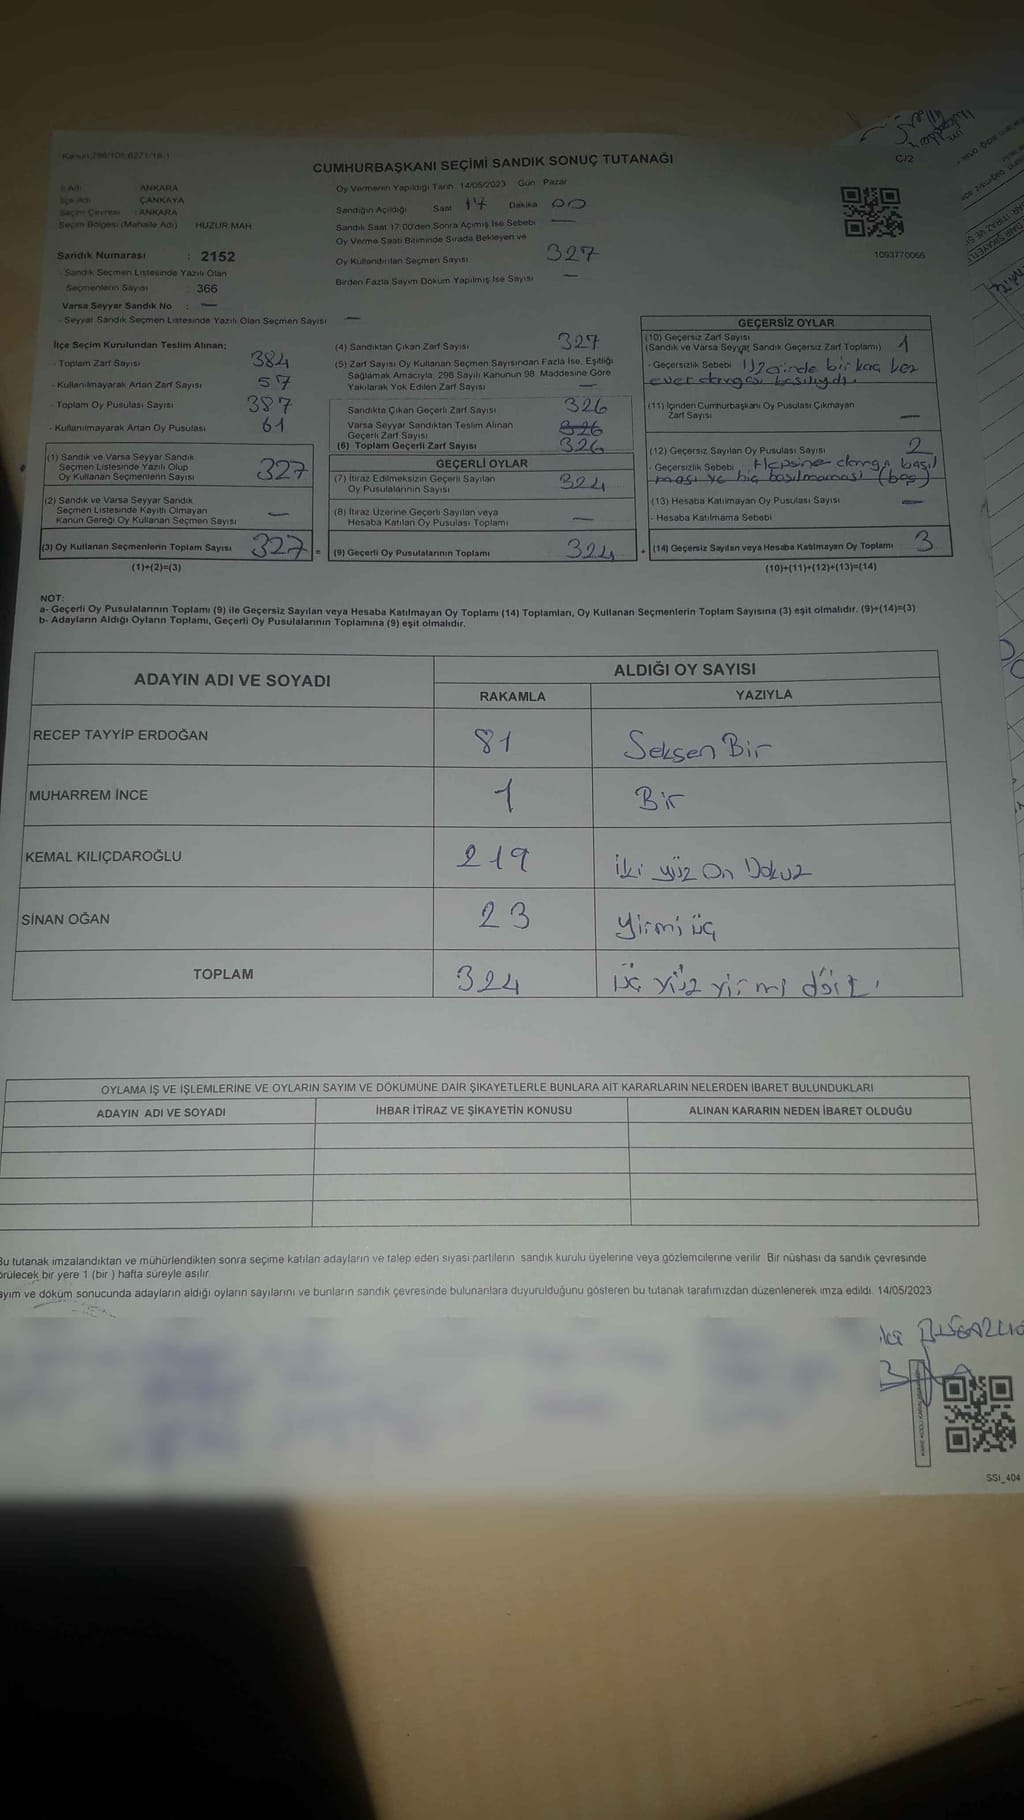 Kanun 298/105 6271/18-1
CUMHURBAŞKANI SEÇİMİ SANDIK SONUÇ TUTANAĞI
C/2
İl Adı ANKARA
İlçe Adı ÇANKAYA
Seçim Çevresi : ANKARA
Seçim Bölgesi (Mahalle Adı) HUZUR MAH
Sandık Numarası : 2152
- Sandık Seçmen Listesinde Yazılı Olan
Seçmenlerin Sayısı : 366
Varsa Seyyar Sandık No : —
- Seyyar Sandık Seçmen Listesinde Yazılı Olan Seçmen Sayısı —
Oy Vermenin Yapıldığı Tarih 14/05/2023 Gün Pazar
Sandığın Açıldığı Saat 17 Dakika 00
Sandık Saat 17 00'den Sonra Açımış İse Sebebi —
Oy Verme Saati Bitiminde Sırada Bekleyen ve
Oy Kullandırılan Seçmen Sayısı 327
Birden Fazla Sayım Döküm Yapılmış İse Sayısı —
1093770066
İlçe Seçim Kurulundan Teslim Alınan;
- Toplam Zarf Sayısı 384
- Kullanılmayarak Artan Zarf Sayısı 57
- Toplam Oy Pusulası Sayısı 387
- Kullanılmayarak Artan Oy Pusulası 61
(1) Sandık ve Varsa Seyyar Sandık
Seçmen Listesinde Yazılı Olup
Oy Kullanan Seçmenlerin Sayısı 327
(2) Sandık ve Varsa Seyyar Sandık
Seçmen Listesinde Kayıtlı Olmayan
Kanun Gereği Oy Kullanan Seçmen Sayısı —
(3) Oy Kullanan Seçmenlerin Toplam Sayısı 327 =
(1)+(2)=(3)
(4) Sandıktan Çıkan Zarf Sayısı 327
(5) Zarf Sayısı Oy Kullanan Seçmen Sayısından Fazla İse, Eşitliği
Sağlamak Amacıyla, 298 Sayılı Kanunun 98. Maddesine Göre
Yakılarak Yok Edilen Zarf Sayısı —
Sandıkta Çıkan Geçerli Zarf Sayısı 326
Varsa Seyyar Sandıktan Teslim Alınan
Geçerli Zarf Sayısı 326
(6) Toplam Geçerli Zarf Sayısı 326
GEÇERLİ OYLAR
(7) İtiraz Edilmeksizin Geçerli Sayılan
Oy Pusulalarının Sayısı 324
(8) İtiraz Üzerine Geçerli Sayılan veya
Hesaba Katılan Oy Pusulası Toplamı —
(9) Geçerli Oy Pusulalarının Toplamı 324 +
GEÇERSİZ OYLAR
(10) Geçersiz Zarf Sayısı
(Sandık ve Varsa Seyyar Sandık Geçersiz Zarf Toplamı) 1
- Geçersizlik Sebebi Üzerinde bir kaç kez
evet damgası basılıydı.
(11) İçinden Cumhurbaşkanı Oy Pusulası Çıkmayan
Zarf Sayısı —
(12) Geçersiz Sayılan Oy Pusulası Sayısı 2
- Geçersizlik Sebebi Hepsine damga basıl
ması ve hiç basılmaması (boş)
(13) Hesaba Katılmayan Oy Pusulası Sayısı —
- Hesaba Katılmama Sebebi
(14) Geçersiz Sayılan veya Hesaba Katılmayan Oy Toplamı 3
(10)+(11)+(12)+(13)=(14)
NOT:
a- Geçerli Oy Pusulalarının Toplamı (9) ile Geçersiz Sayılan veya Hesaba Katılmayan Oy Toplamı (14) Toplamları, Oy Kullanan Seçmenlerin Toplam Sayısına (3) eşit olmalıdır. (9)+(14)=(3)
b- Adayların Aldığı Oyların Toplamı, Geçerli Oy Pusulalarının Toplamına (9) eşit olmalıdır.
ADAYIN ADI VE SOYADI
ALDIĞI OY SAYISI
RAKAMLA YAZIYLA
RECEP TAYYİP ERDOĞAN 81 Seksen Bir
MUHARREM İNCE 1 Bir
KEMAL KILIÇDAROĞLU 219 İki yüz On Dokuz
SİNAN OĞAN 23 Yirmi üç
TOPLAM 324 üç yüz yirmi dört
OYLAMA İŞ VE İŞLEMLERİNE VE OYLARIN SAYIM VE DÖKÜMÜNE DAİR ŞİKAYETLERLE BUNLARA AİT KARARLARIN NELERDEN İBARET BULUNDUKLARI
ADAYIN ADI VE SOYADI İHBAR İTİRAZ VE ŞİKAYETİN KONUSU ALINAN KARARIN NEDEN İBARET OLDUĞU
Bu tutanak imzalandıktan ve mühürlendikten sonra seçime katılan adayların ve talep eden siyasi partilerin sandık kurulu üyelerine veya gözlemcilerine verilir. Bir nüshası da sandık çevresinde
örülecek bir yere 1 (bir ) hafta süreyle asılır.
ayım ve döküm sonucunda adayların aldığı oyların sayılarını ve bunların sandık çevresinde bulunanlara duyurulduğunu gösteren bu tutanak tarafımızdan düzenlenerek imza edildi. 14/05/2023
SSI_404